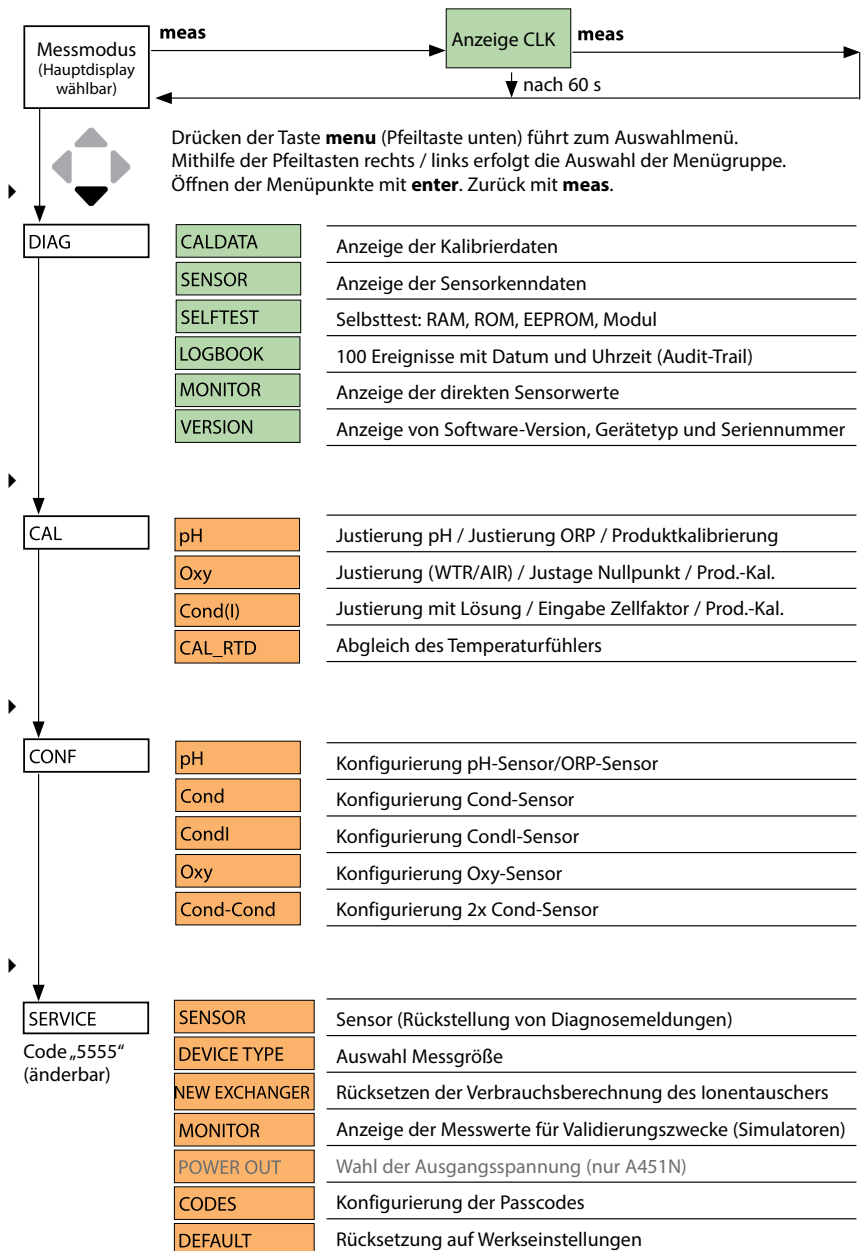 meas
Anzeige CLK
meas
Messmodus
(Hauptdisplay
wählbar)
nach 60 s
Drücken der Taste menu (Pfeiltaste unten) führt zum Auswahlmenü.
Mithilfe der Pfeiltasten rechts / links erfolgt die Auswahl der Menügruppe.
Öffnen der Menüpunkte mit enter. Zurück mit meas.
DIAG
CALDATA Anzeige der Kalibrierdaten
SENSOR Anzeige der Sensorkenndaten
SELFTEST Selbsttest: RAM, ROM, EEPROM, Modul
LOGBOOK 100 Ereignisse mit Datum und Uhrzeit (Audit-Trail)
MONITOR Anzeige der direkten Sensorwerte
VERSION Anzeige von Software-Version, Gerätetyp und Seriennummer
CAL
pH Justierung pH / Justierung ORP / Produktkalibrierung
Oxy Justierung (WTR/AIR) / Justage Nullpunkt / Prod.-Kal.
Cond(I) Justierung mit Lösung / Eingabe Zellfaktor / Prod.-Kal.
CAL_RTD Abgleich des Temperaturfühlers
CONF
pH Konfigurierung pH-Sensor/ORP-Sensor
Cond Konfigurierung Cond-Sensor
CondI Konfigurierung CondI-Sensor
Oxy Konfigurierung Oxy-Sensor
Cond-Cond Konfigurierung 2x Cond-Sensor
SERVICE
Code „5555“
(änderbar)
SENSOR Sensor (Rückstellung von Diagnosemeldungen)
DEVICE TYPE Auswahl Messgröße
NEW EXCHANGER Rücksetzen der Verbrauchsberechnung des Ionentauschers
MONITOR Anzeige der Messwerte für Validierungszwecke (Simulatoren)
POWER OUT Wahl der Ausgangsspannung (nur A451N)
CODES Konfigurierung der Passcodes
DEFAULT Rücksetzung auf Werkseinstellungen